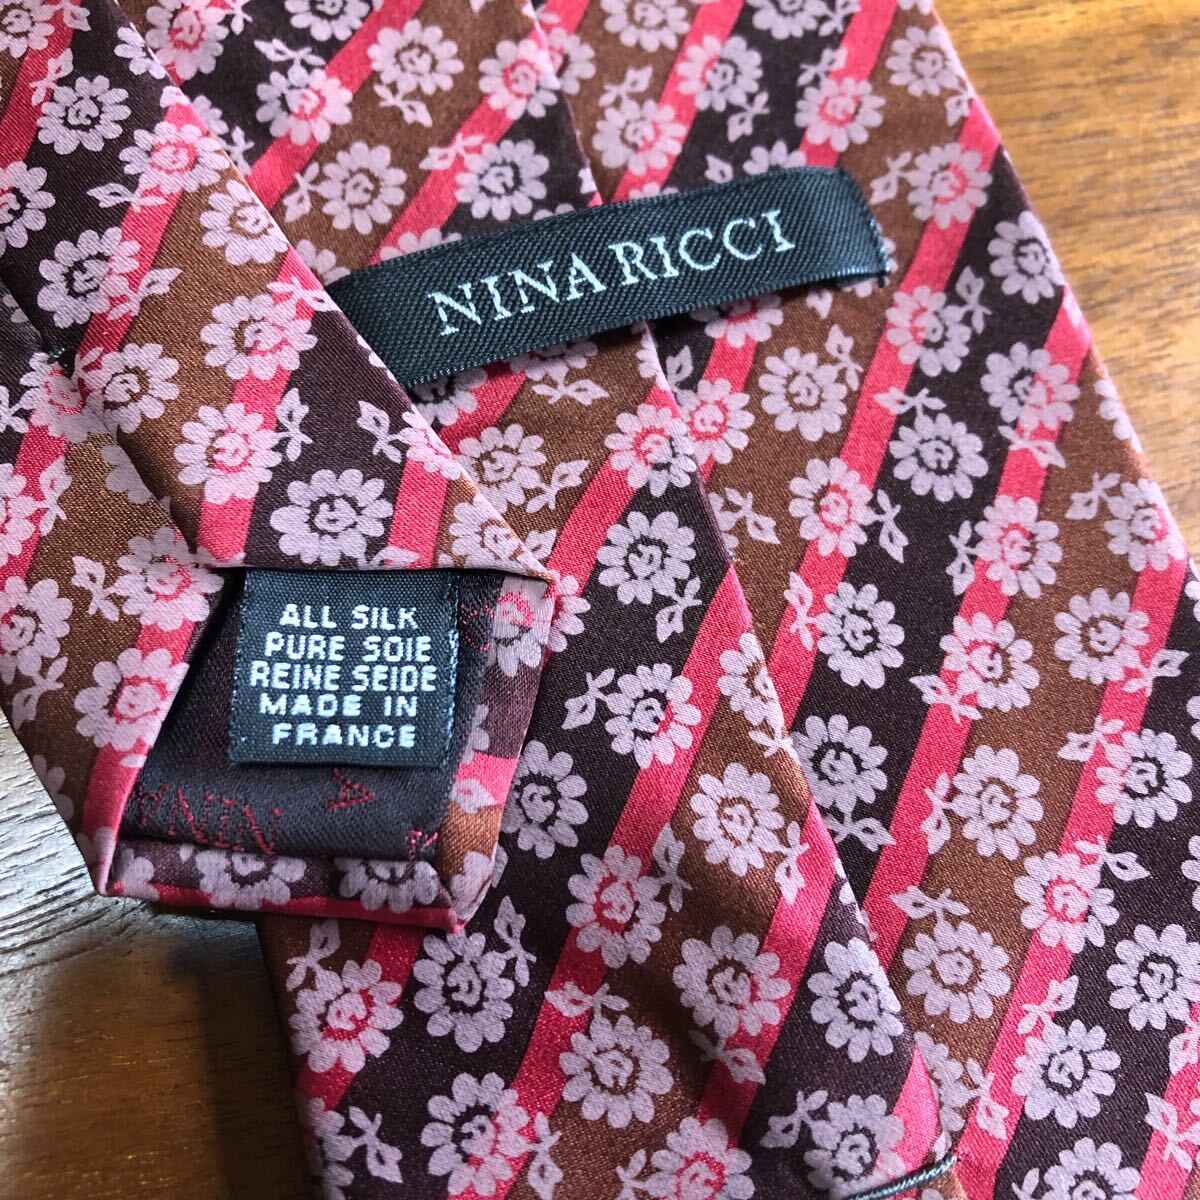 NINA RICCI
ALL SILK
PURE SOIE
REINE SEIDE
MADE IN
FRANCE